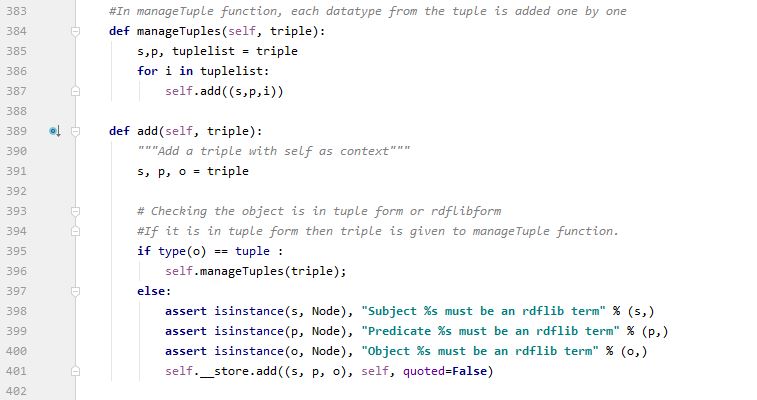 383 #In manageTuple function, each datatype from the tuple is added one by one
384 def manageTuples(self, triple):
385 s,p, tuplelist = triple
386 for i in tuplelist:
387 self.add((s,p,i))
388
389 def add(self, triple):
390 """Add a triple with self as context"""
391 s, p, o = triple
392
393 # Checking the object is in tuple form or rdflibform
394 #If it is in tuple form then triple is given to manageTuple function.
395 if type(o) == tuple :
396 self.manageTuples(triple);
397 else:
398 assert isinstance(s, Node), "Subject %s must be an rdflib term" % (s,)
399 assert isinstance(p, Node), "Predicate %s must be an rdflib term" % (p,)
400 assert isinstance(o, Node), "Object %s must be an rdflib term" % (o,)
401 self.__store.add((s, p, o), self, quoted=False)
402